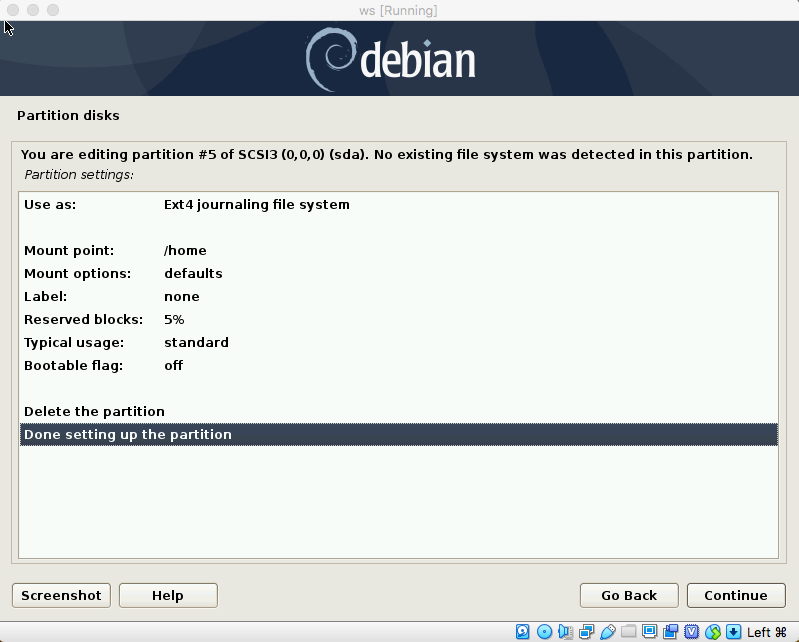 ws [Running]
debian
Partition disks
You are editing partition #5 of SCSI3 (0,0,0) (sda). No existing file system was detected in this partition.
Partition settings:
Use as: Ext4 journaling file system
Mount point: /home
Mount options: defaults
Label: none
Reserved blocks: 5%
Typical usage: standard
Bootable flag: off
Delete the partition
Done setting up the partition
Screenshot Help Go Back Continue
Left ⌘